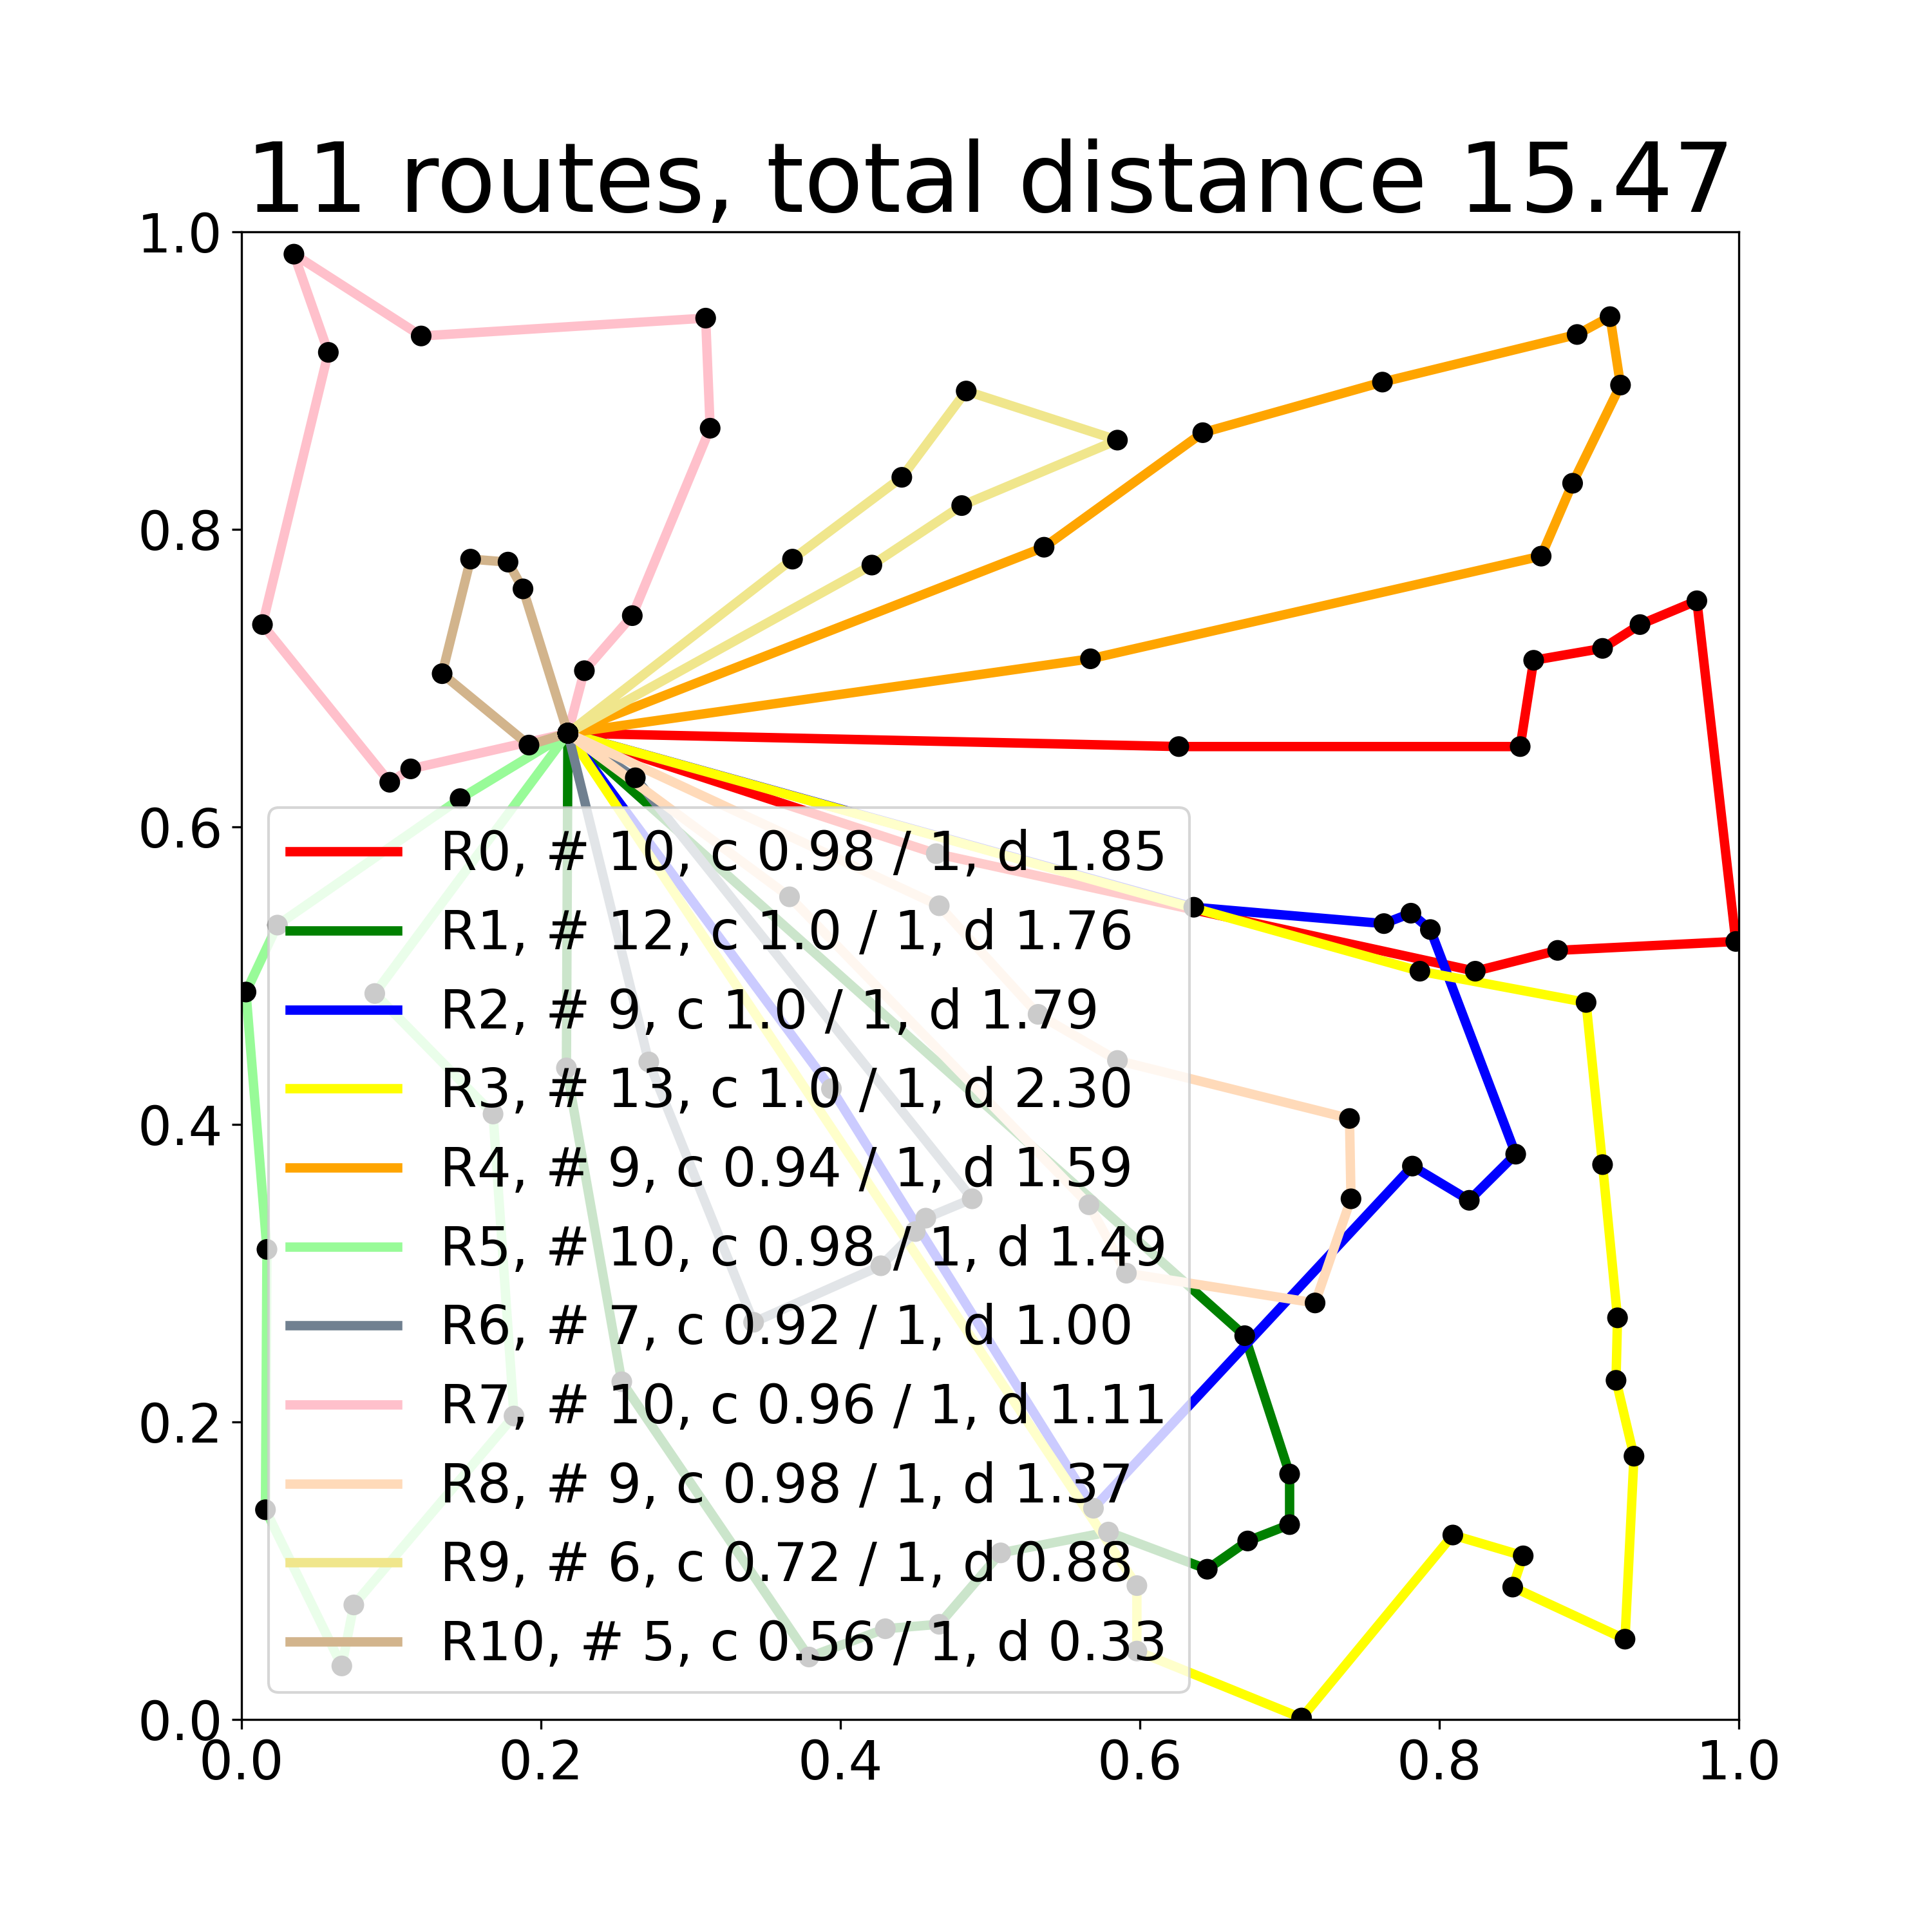 11 routes, total distance 15.47
1.0
0.8
0.6
0.4
0.2
0.0
R0, # 10, c 0.98 / 1, d 1.85
R1, # 12, c 1.0 / 1, d 1.76
R2, # 9, c 1.0 / 1, d 1.79
R3, # 13, c 1.0 / 1, d 2.30
R4, # 9, c 0.94 / 1, d 1.59
R5, # 10, c 0.98 / 1, d 1.49
R6, # 7, c 0.92 / 1, d 1.00
R7, # 10, c 0.96 / 1, d 1.11
R8, # 9, c 0.98 / 1, d 1.37
R9, # 6, c 0.72 / 1, d 0.88
R10, # 5, c 0.56 / 1, d 0.33
0.0 0.2 0.4 0.6 0.8 1.0